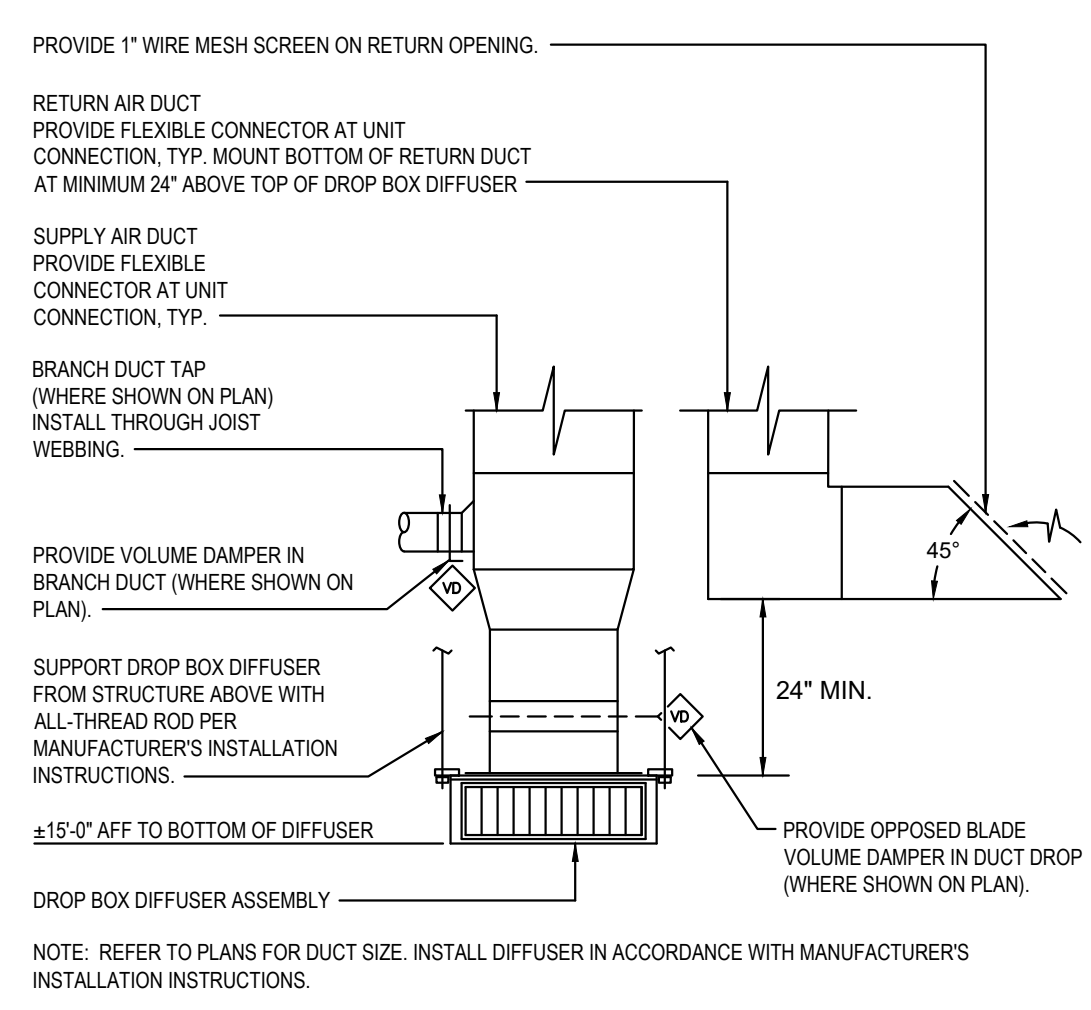 PROVIDE 1" WIRE MESH SCREEN ON RETURN OPENING.
RETURN AIR DUCT
PROVIDE FLEXIBLE CONNECTOR AT UNIT
CONNECTION, TYP. MOUNT BOTTOM OF RETURN DUCT
AT MINIMUM 24" ABOVE TOP OF DROP BOX DIFFUSER
SUPPLY AIR DUCT
PROVIDE FLEXIBLE
CONNECTOR AT UNIT
CONNECTION, TYP.
BRANCH DUCT TAP
(WHERE SHOWN ON PLAN)
INSTALL THROUGH JOIST
WEBBING.
PROVIDE VOLUME DAMPER IN
BRANCH DUCT (WHERE SHOWN ON
PLAN).
VD
45°
SUPPORT DROP BOX DIFFUSER
FROM STRUCTURE ABOVE WITH
ALL-THREAD ROD PER
MANUFACTURER'S INSTALLATION
INSTRUCTIONS.
VD
24" MIN.
±15'-0" AFF TO BOTTOM OF DIFFUSER
PROVIDE OPPOSED BLADE
VOLUME DAMPER IN DUCT DROP
(WHERE SHOWN ON PLAN).
DROP BOX DIFFUSER ASSEMBLY
NOTE: REFER TO PLANS FOR DUCT SIZE. INSTALL DIFFUSER IN ACCORDANCE WITH MANUFACTURER'S
INSTALLATION INSTRUCTIONS.